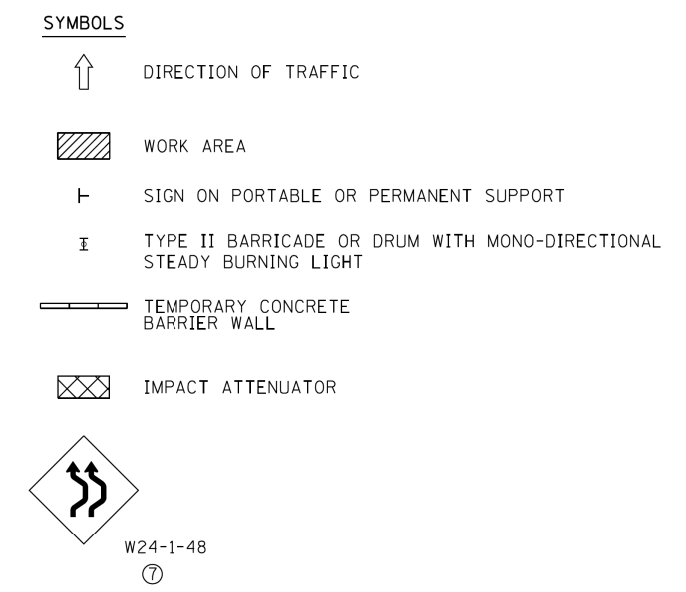 SYMBOLS
DIRECTION OF TRAFFIC
WORK AREA
SIGN ON PORTABLE OR PERMANENT SUPPORT
TYPE II BARRICADE OR DRUM WITH MONO-DIRECTIONAL
STEADY BURNING LIGHT
TEMPORARY CONCRETE
BARRIER WALL
IMPACT ATTENUATOR
W24-1-48
7